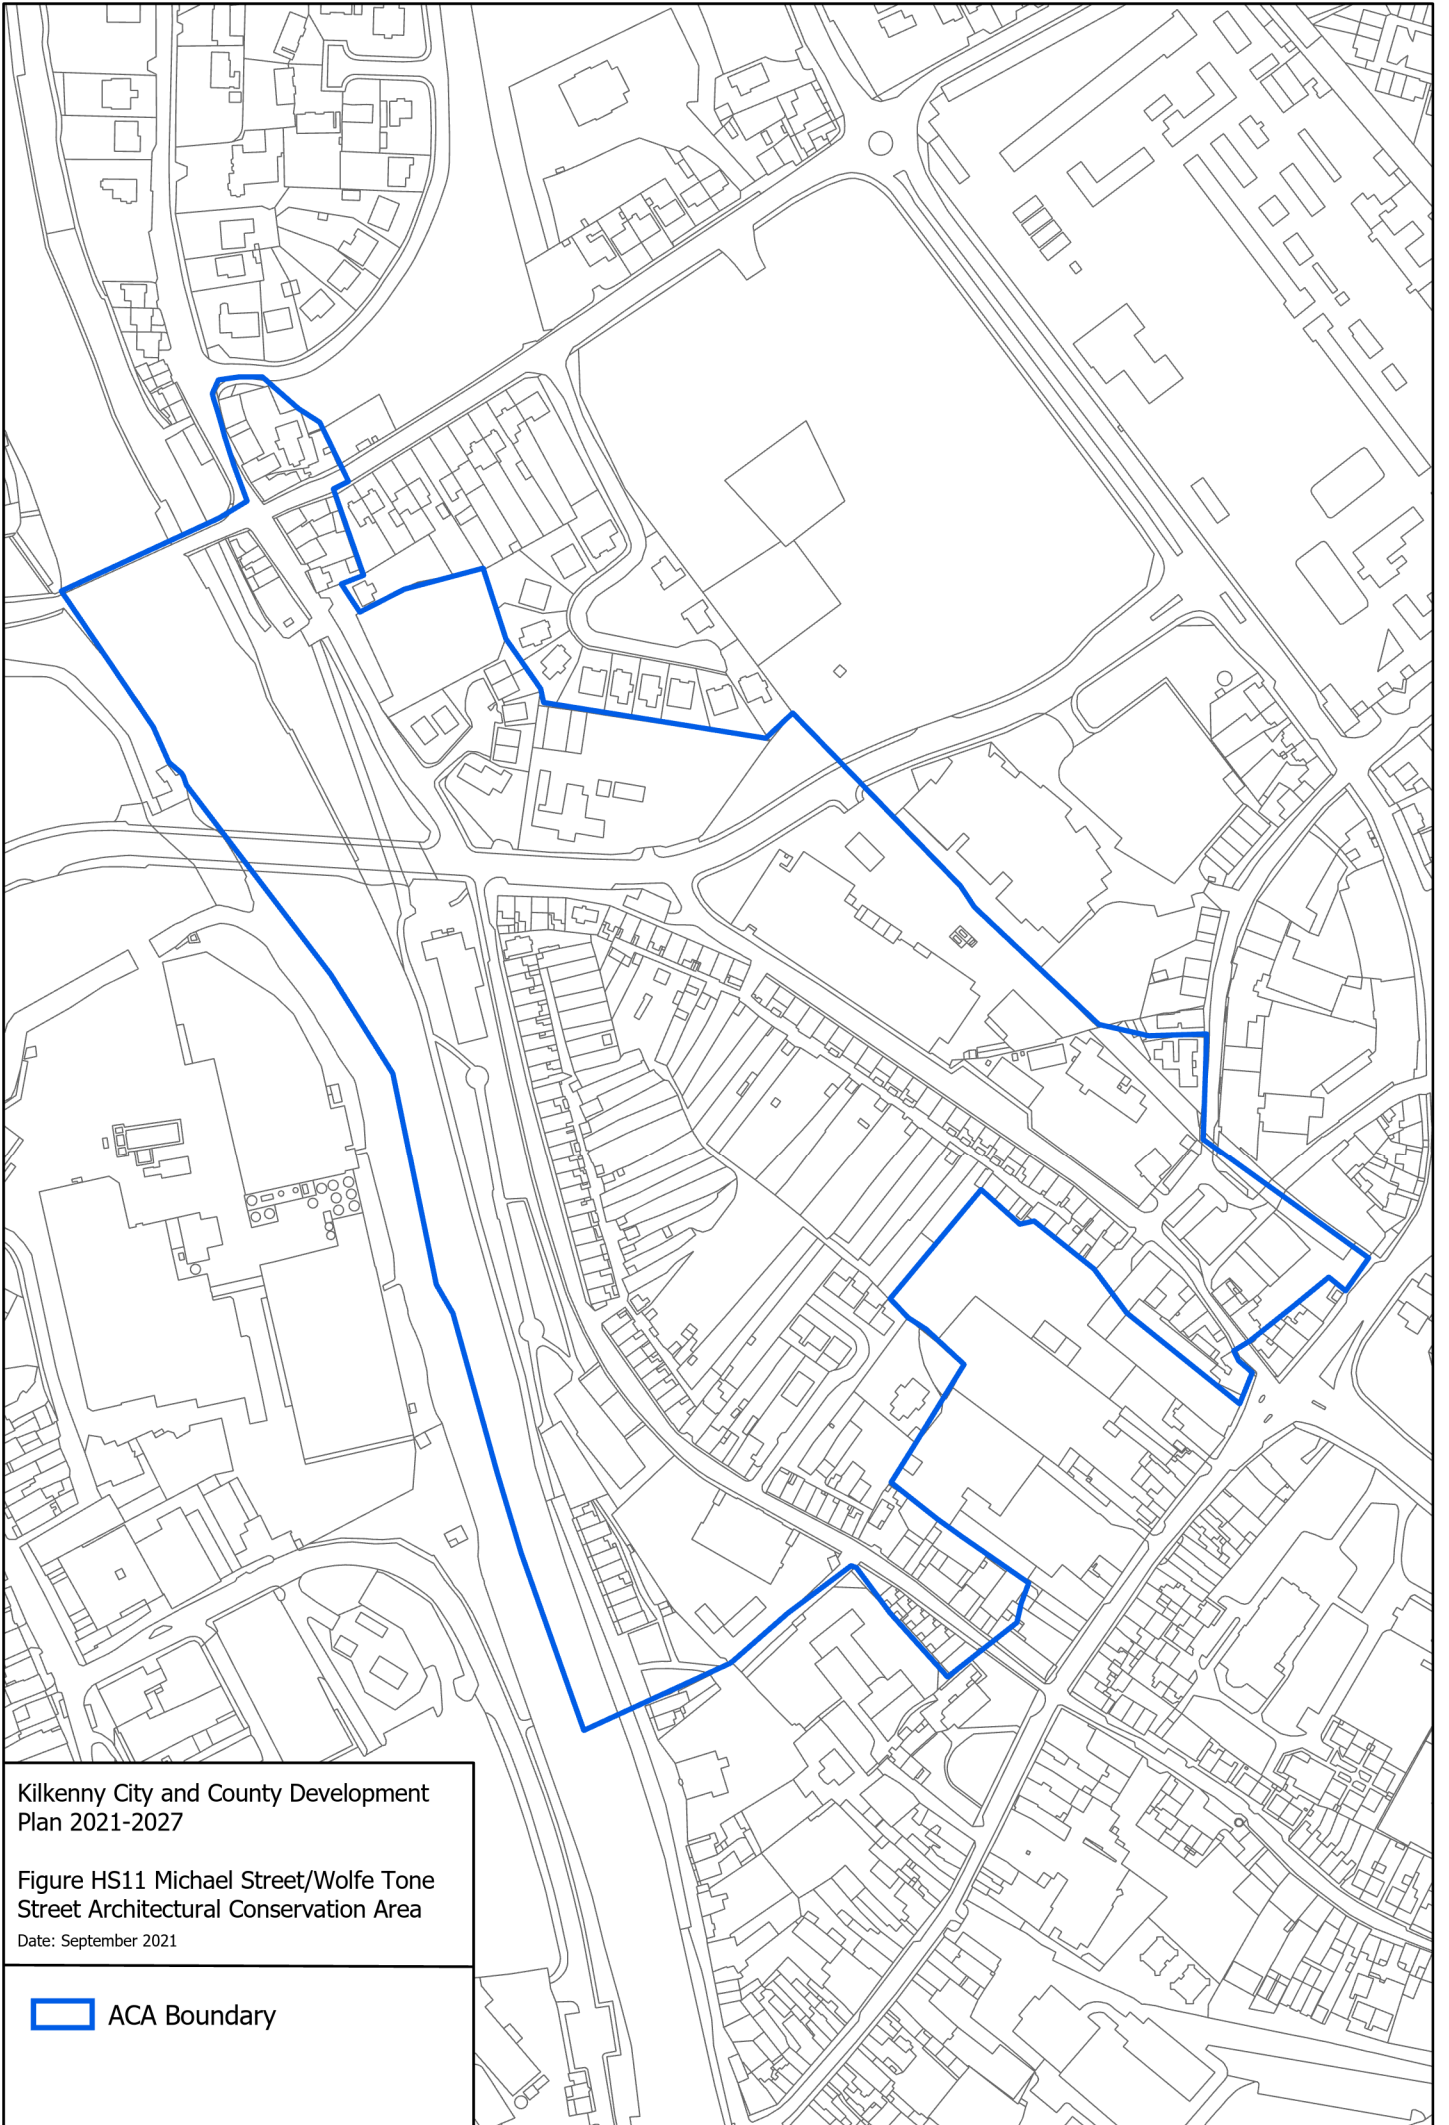 Kilkenny City and County Development
Plan 2021-2027
Figure HS11 Michael Street/Wolfe Tone
Street Architectural Conservation Area
Date: September 2021
ACA Boundary